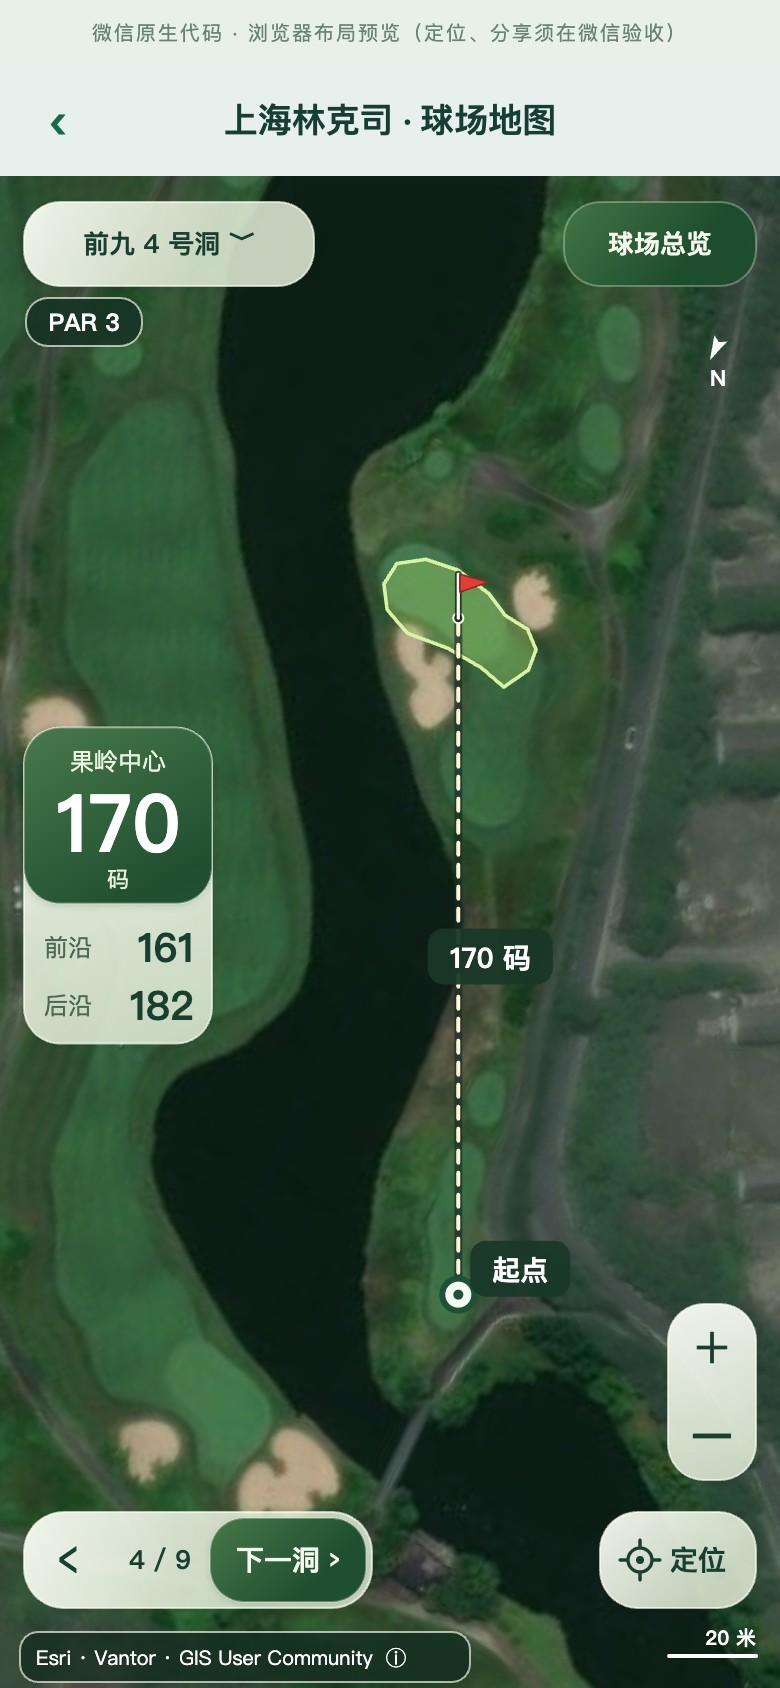 微信原生代码 · 浏览器布局预览（定位、分享须在微信验收）
‹ 上海林克司 · 球场地图
前九 4 号洞 球场总览
PAR 3
N
果岭中心
170
码
170 码
前沿 161
后沿 182
起点
+
—
< 4 / 9 下一洞 ›
定位
20 米
Esri · Vantor · GIS User Community ⓘ